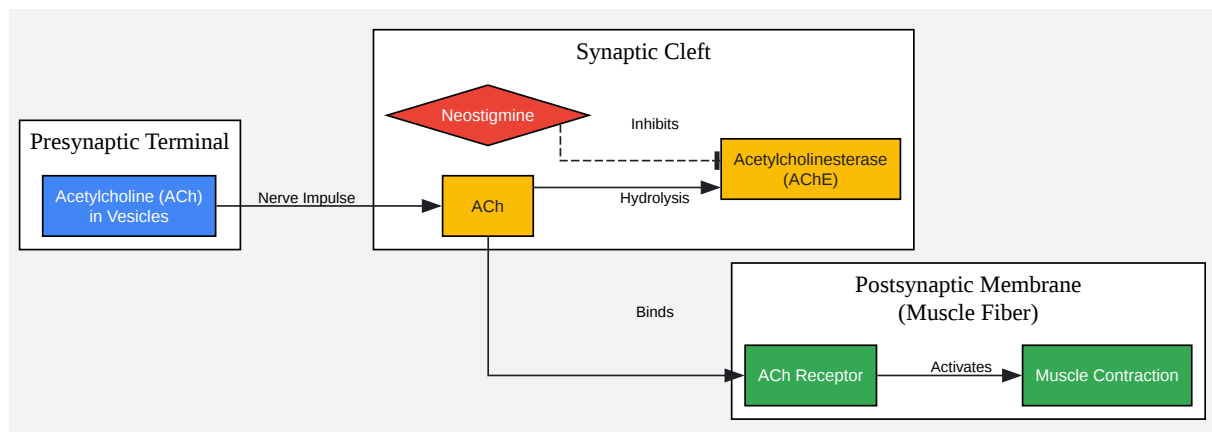 Synaptic Cleft
Neostigmine
Inhibits
Presynaptic Terminal
Acetylcholinesterase
(AChE)
Acetylcholine (ACh)
in Vesicles
Nerve Impulse
ACh
Hydrolysis
Postsynaptic Membrane
(Muscle Fiber)
Binds
ACh Receptor
Activates
Muscle Contraction